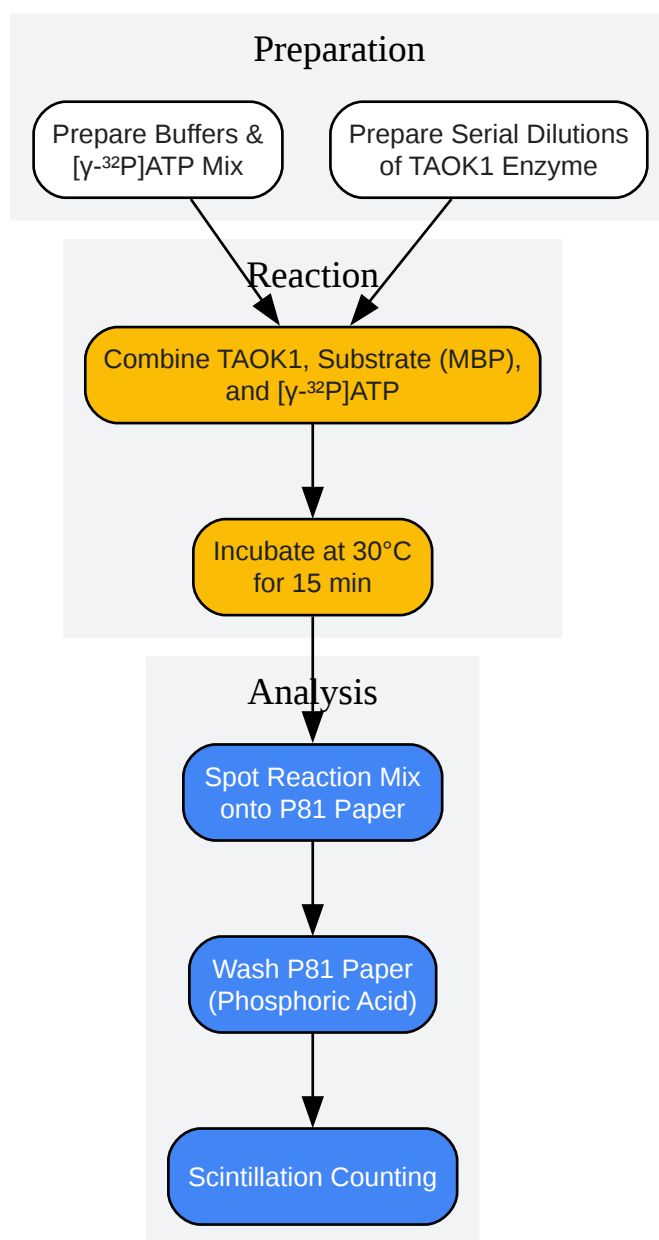 Preparation
Prepare Buffers &
[γ-³²P]ATP Mix
Prepare Serial Dilutions
of TAOK1 Enzyme
Reaction
Combine TAOK1, Substrate (MBP),
and [γ-³²P]ATP
Incubate at 30°C
for 15 min
Analysis
Spot Reaction Mix
onto P81 Paper
Wash P81 Paper
(Phosphoric Acid)
Scintillation Counting